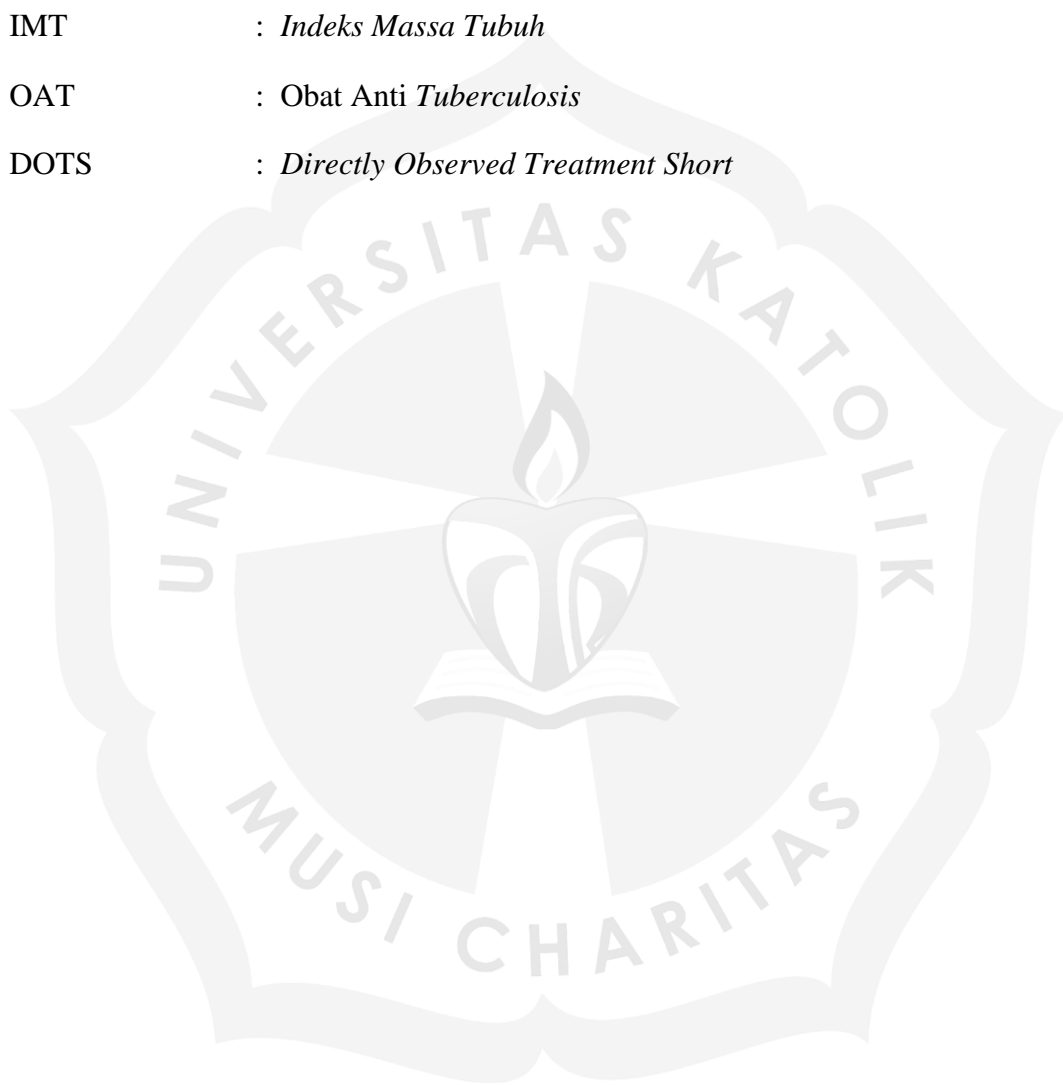 IMT : Indeks Massa Tubuh
OAT : Obat Anti Tuberculosis
DOTS : Directly Observed Treatment Short
UNIVERSITAS KATOLIK
MUSI CHARITAS